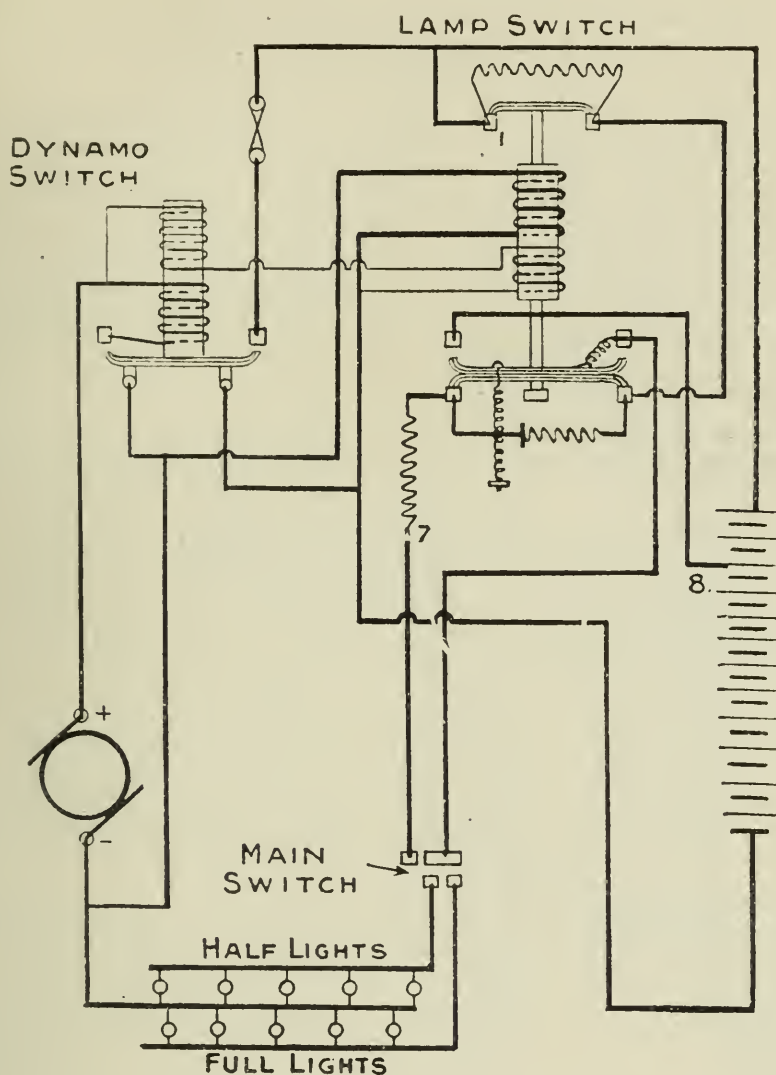 LAMP SWITCH
DYNAMO
SWITCH
1
7
8.
+
-
MAIN
SWITCH
HALF LIGHTS
FULL LIGHTS